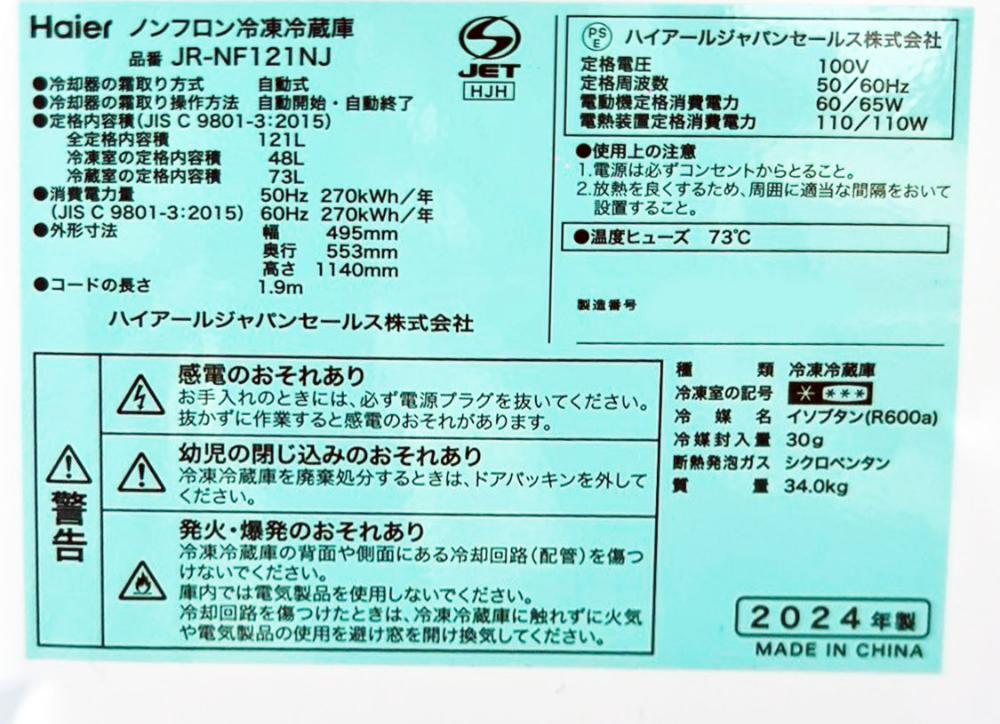 Haier ノンフロン冷凍冷蔵庫
品番 JR-NF121NJ
●冷却器の霜取り方式 自動式
●冷却器の霜取り操作方法 自動開始・自動終了
●定格内容積(JIS C 9801-3:2015)
全定格内容積 121L
冷凍室の定格内容積 48L
冷蔵室の定格内容積 73L
●消費電力量 50Hz 270kWh/年
(JIS C 9801-3:2015) 60Hz 270kWh/年
●外形寸法 幅 495mm
奥行 553mm
高さ 1140mm
●コードの長さ 1.9m
ハイアールジャパンセールス株式会社
JET
HJH
PS
E
ハイアールジャパンセールス株式会社
定格電圧 100V
定格周波数 50/60Hz
電動機定格消費電力 60/65W
電熱装置定格消費電力 110/110W
●使用上の注意
1.電源は必ずコンセントからとること。
2.放熱を良くするため、周囲に適当な間隔をおいて
設置すること。
●温度ヒューズ 73℃
製造番号
警告
感電のおそれあり
お手入れのときには、必ず電源プラグを抜いてください。
抜かずに作業すると感電のおそれがあります。
幼児の閉じ込みのおそれあり
冷凍冷蔵庫を廃棄処分するときは、ドアパッキンを外して
ください。
発火・爆発のおそれあり
冷凍冷蔵庫の背面や側面にある冷却回路(配管)を傷つ
けないでください。
庫内では電気製品を使用しないでください。
冷却回路を傷つけたときは、冷凍冷蔵庫に触れずに火気
や電気製品の使用を避け窓を開け換気してください。
種類 冷凍冷蔵庫
冷凍室の記号 * ***
冷媒名 イソブタン(R600a)
冷媒封入量 30g
断熱発泡ガス シクロペンタン
質量 34.0kg
2024年製
MADE IN CHINA